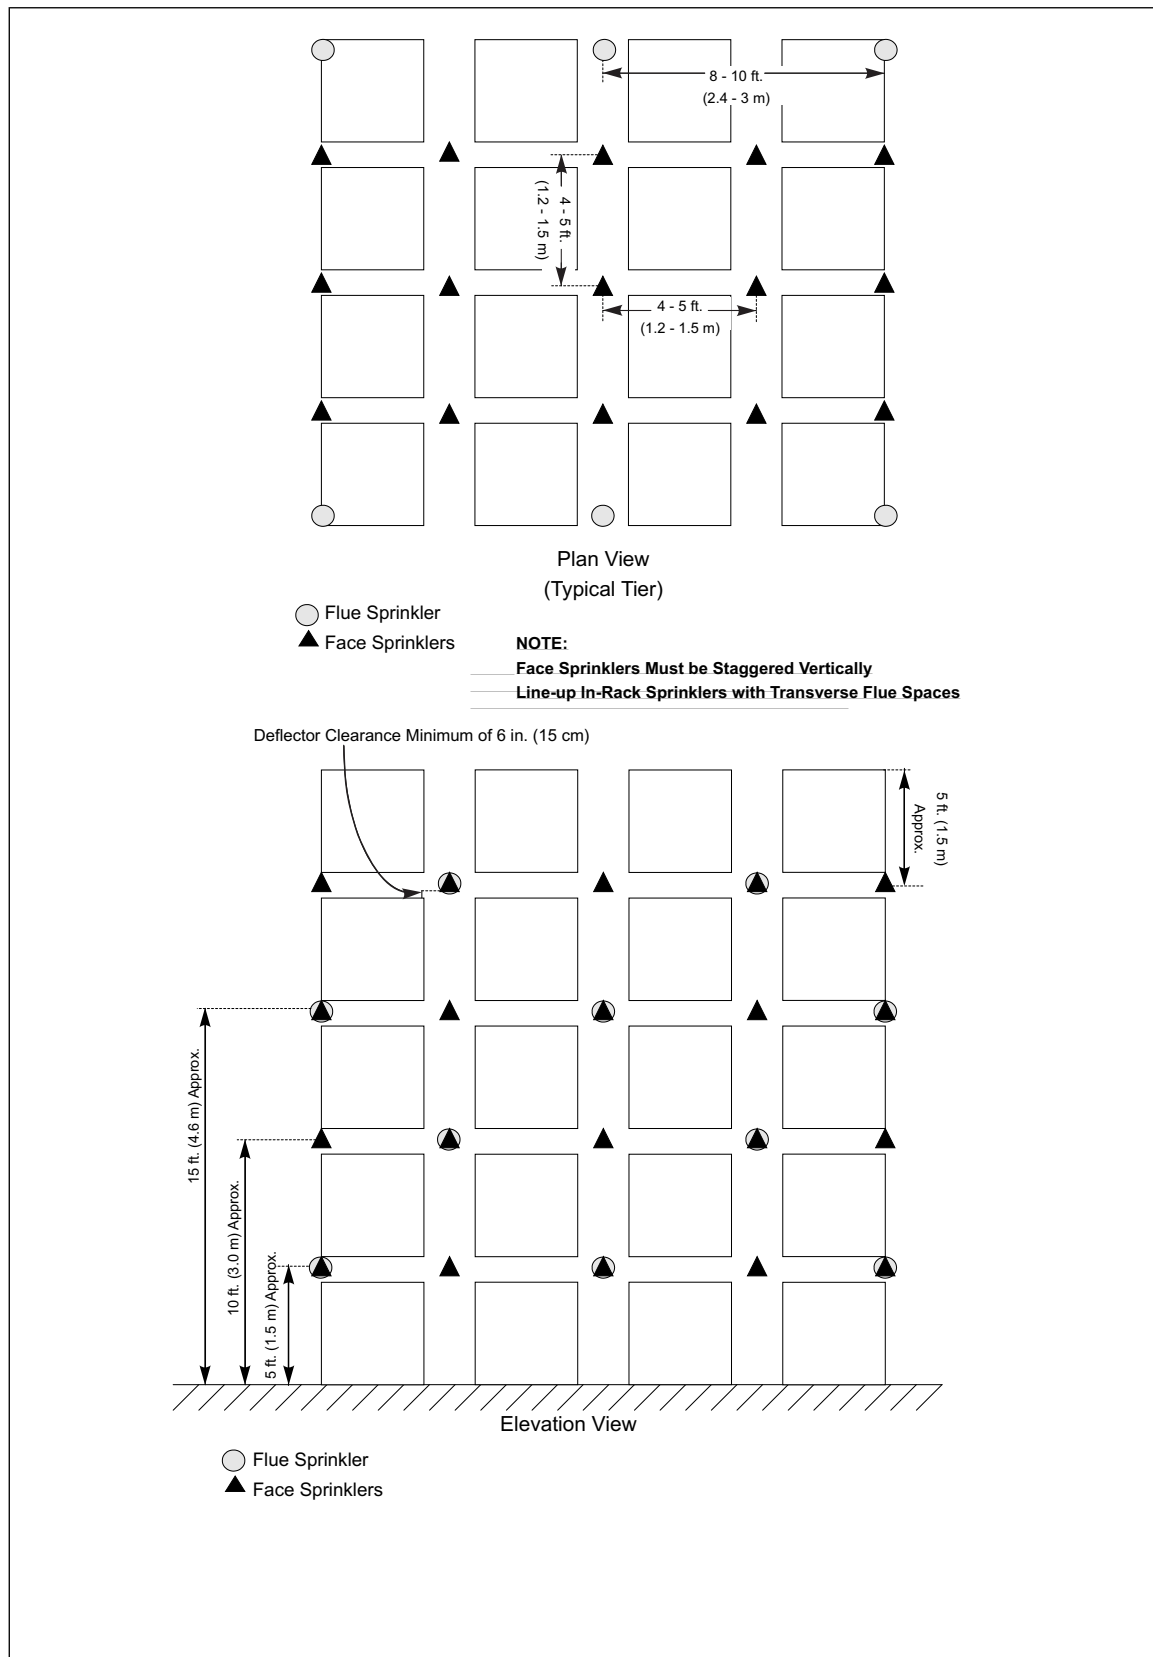 8 - 10 ft.
(2.4 - 3 m)
4 - 5 ft.
(1.2 - 1.5 m)
4 - 5 ft.
(1.2 - 1.5 m)
Plan View
(Typical Tier)
Flue Sprinkler
Face Sprinklers
NOTE:
Face Sprinklers Must be Staggered Vertically
Line-up In-Rack Sprinklers with Transverse Flue Spaces
Deflector Clearance Minimum of 6 in. (15 cm)
5 ft. (1.5 m)
Approx.
15 ft. (4.6 m) Approx.
10 ft. (3.0 m) Approx.
5 ft. (1.5 m) Approx.
Elevation View
Flue Sprinkler
Face Sprinklers